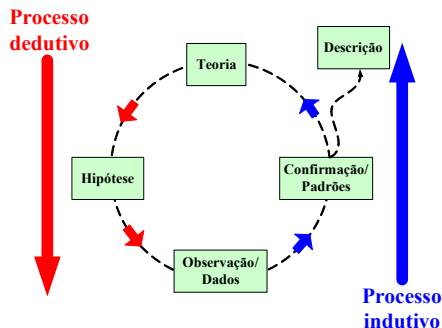 Processo
dedutivo
Descrição
Teoria
Hipótese
Confirmação/
Padrões
Observação/
Dados
Processo
indutivo